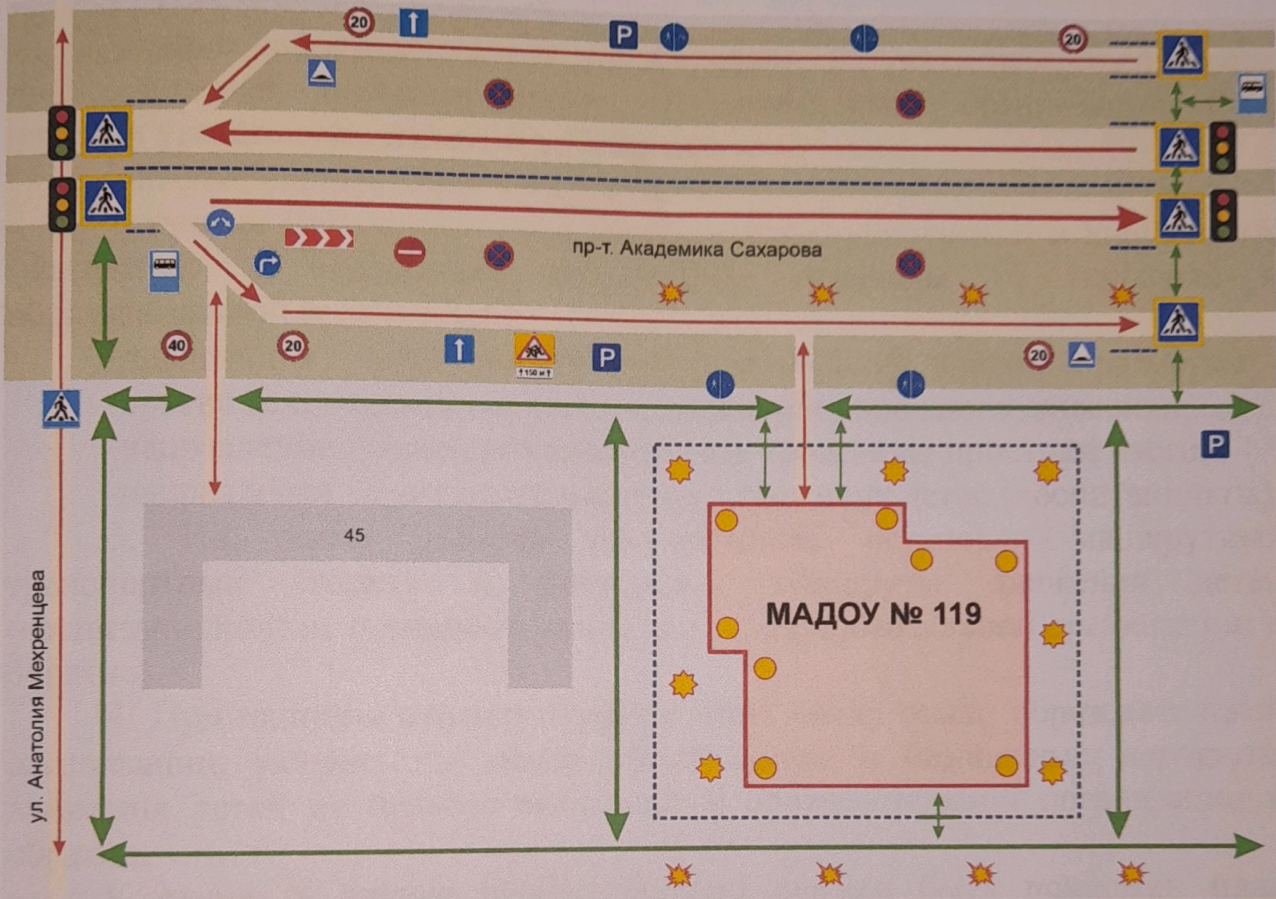 20
P
20
пр-т. Академика Сахарова
40
20
↑ 150 м ↑
P
20
P
45
МАДОУ № 119
ул. Анатолия Мехренцева